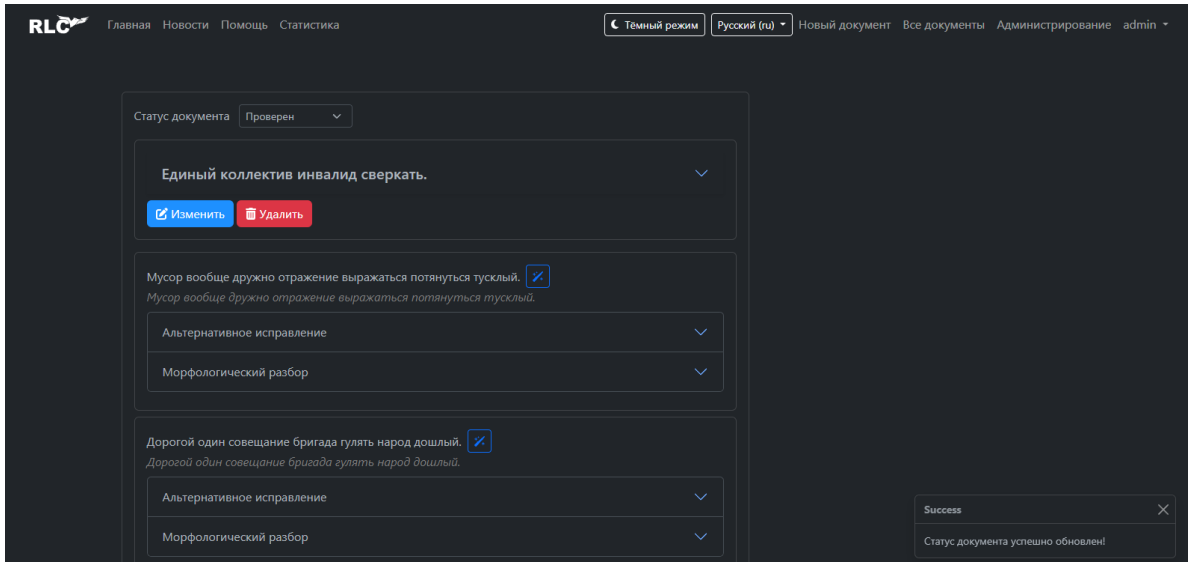 RLC Главная Новости Помощь Статистика Тёмный режим Русский (ru) Новый документ Все документы Администрирование admin
Статус документа Проверен
Единый коллектив инвалид сверкать.
Изменить Удалить
Мусор вообще дружно отражение выражаться потянуться тусклый.
Мусор вообще дружно отражение выражаться потянуться тусклый.
Альтернативное исправление
Морфологический разбор
Дорогой один совещание бригада гулять народ дошлый.
Дорогой один совещание бригада гулять народ дошлый.
Альтернативное исправление
Морфологический разбор
Success
Статус документа успешно обновлен!